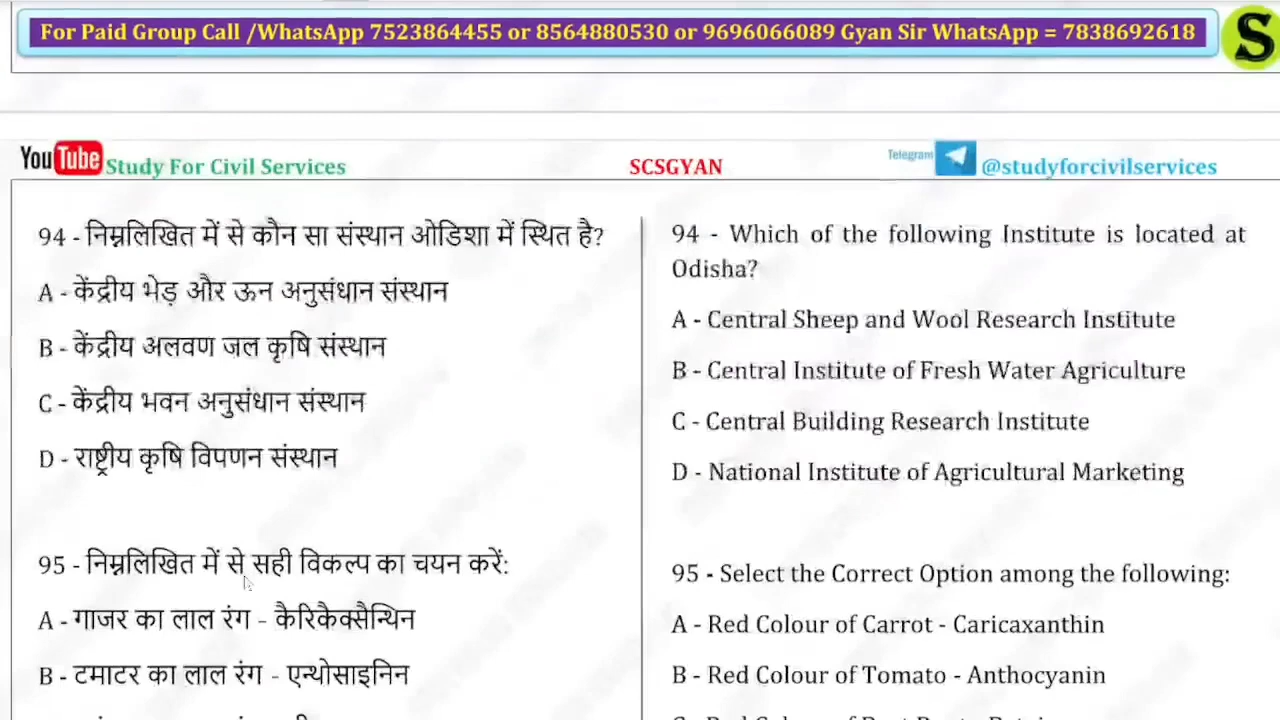 For Paid Group Call /WhatsApp 7523864455 or 8564880530 or 9696066089 Gyan Sir WhatsApp = 7838692618
S
YouTube Study For Civil Services
SCSGYAN
Telegram @studyforcivilservices
94 - निम्नलिखित में से कौन सा संस्थान ओडिशा में स्थित है?
A - केंद्रीय भेड़ और ऊन अनुसंधान संस्थान
B - केंद्रीय अलवण जल कृषि संस्थान
C - केंद्रीय भवन अनुसंधान संस्थान
D - राष्ट्रीय कृषि विपणन संस्थान
95 - निम्नलिखित में से सही विकल्प का चयन करें:
A - गाजर का लाल रंग - कैरिकैक्सैन्थिन
B - टमाटर का लाल रंग - एन्थोसाइनिन
94 - Which of the following Institute is located at
Odisha?
A - Central Sheep and Wool Research Institute
B - Central Institute of Fresh Water Agriculture
C - Central Building Research Institute
D - National Institute of Agricultural Marketing
95 - Select the Correct Option among the following:
A - Red Colour of Carrot - Caricaxanthin
B - Red Colour of Tomato - Anthocyanin